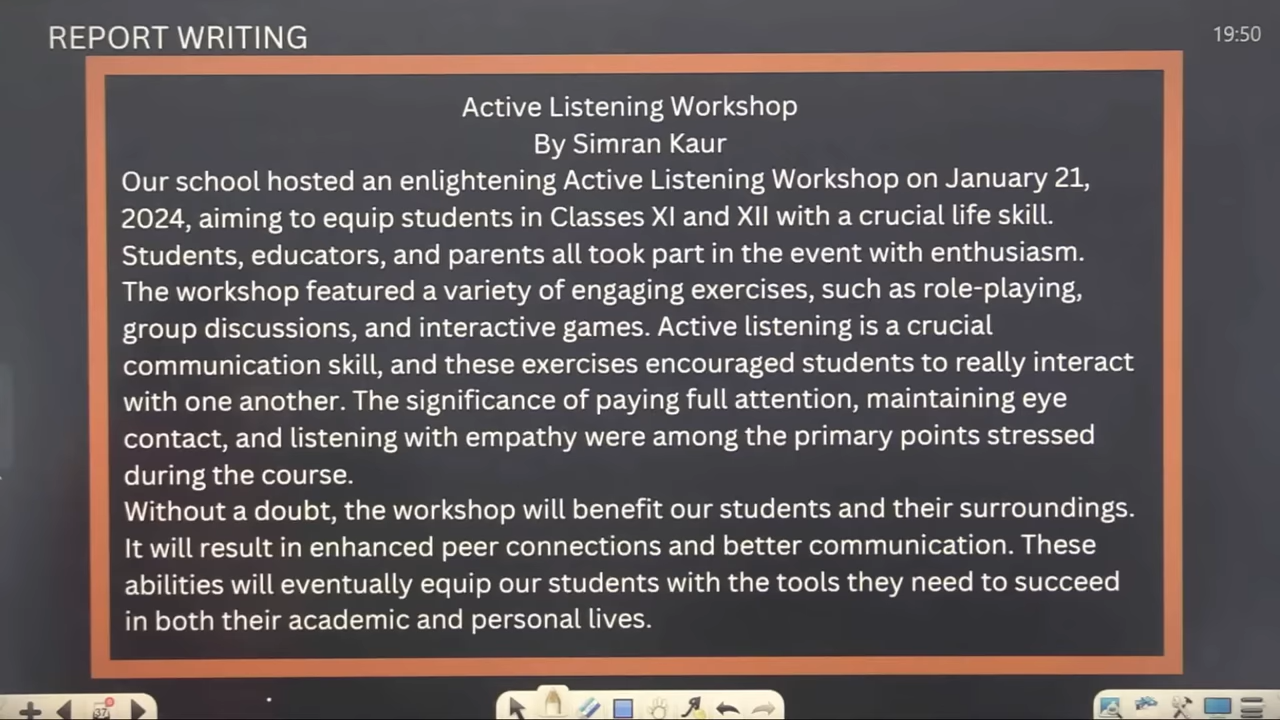 REPORT WRITING
19:50
Active Listening Workshop
By Simran Kaur
Our school hosted an enlightening Active Listening Workshop on January 21,
2024, aiming to equip students in Classes XI and XII with a crucial life skill.
Students, educators, and parents all took part in the event with enthusiasm.
The workshop featured a variety of engaging exercises, such as role-playing,
group discussions, and interactive games. Active listening is a crucial
communication skill, and these exercises encouraged students to really interact
with one another. The significance of paying full attention, maintaining eye
contact, and listening with empathy were among the primary points stressed
during the course.
Without a doubt, the workshop will benefit our students and their surroundings.
It will result in enhanced peer connections and better communication. These
abilities will eventually equip our students with the tools they need to succeed
in both their academic and personal lives.
37